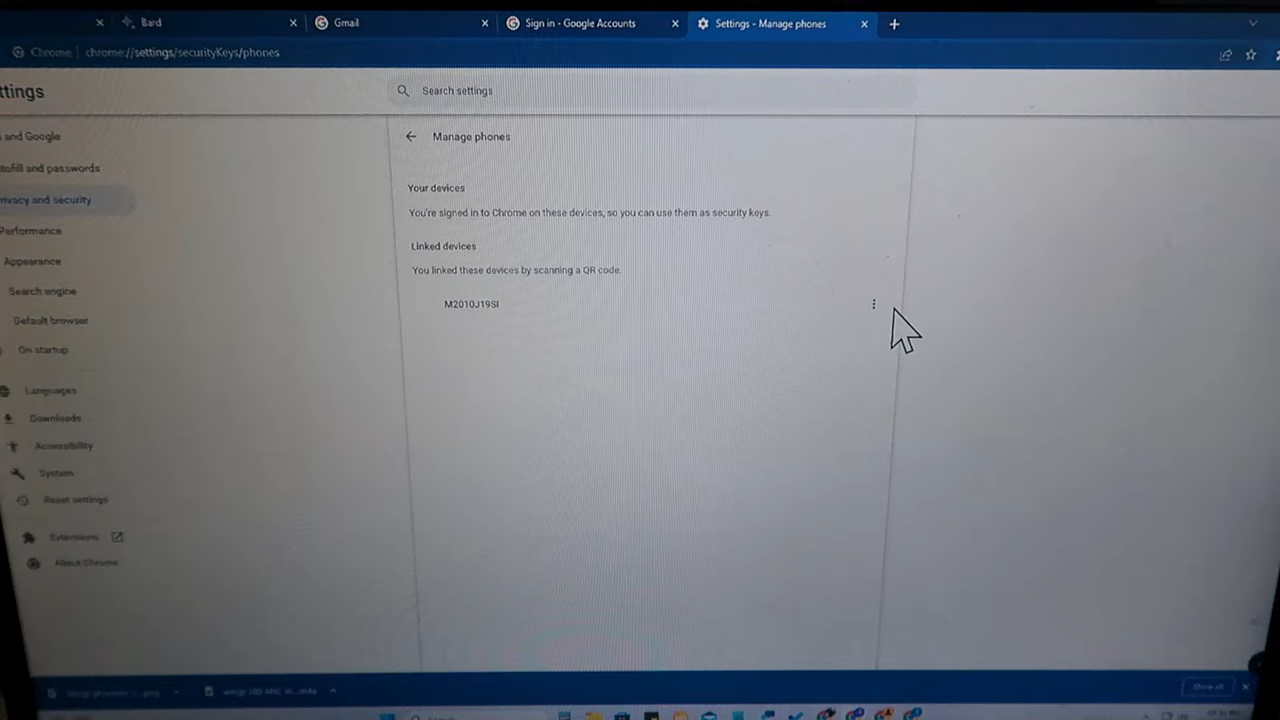 Bard
Gmail
Sign in - Google Accounts
Settings - Manage phones
Chrome
chrome://settings/securityKeys/phones
ttings
Search settings
and Google
tofill and passwords
rivacy and security
Performance
Appearance
Search engine
Default browser
On startup
Languages
Downloads
Accessibility
System
Reset settings
Extensions
About Chrome
Manage phones
Your devices
You're signed in to Chrome on these devices, so you can use them as security keys.
Linked devices
You linked these devices by scanning a QR code.
M2010J19SI
Show all